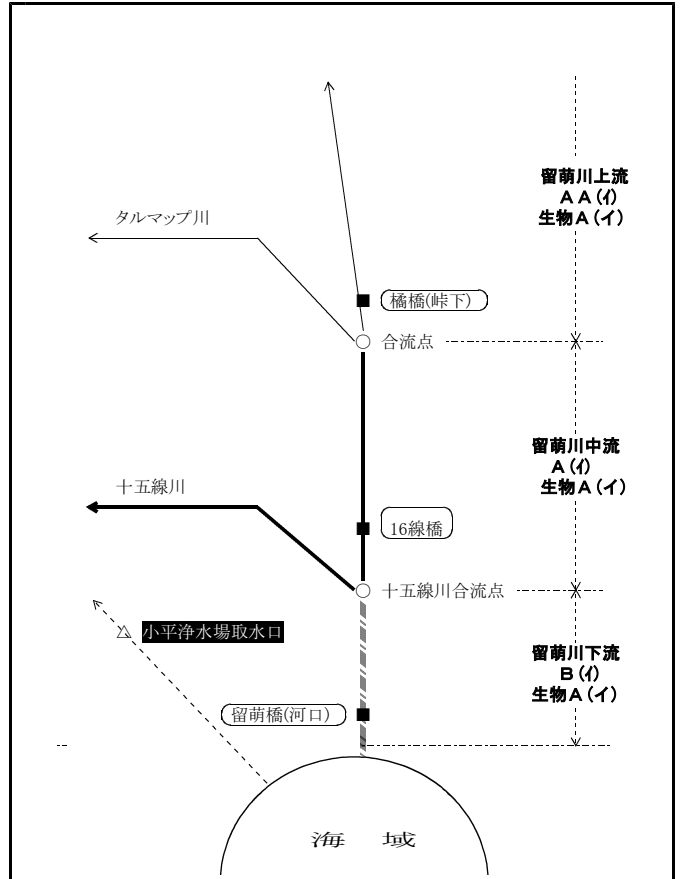 留萌川上流
ＡＡ(ｲ)
生物Ａ(イ)
タルマップ川
橘橋(峠下)
合流点
留萌川中流
Ａ(ｲ)
生物Ａ(イ)
十五線川
16線橋
十五線川合流点
小平浄水場取水口
留萌川下流
Ｂ(ｲ)
生物Ａ(イ)
留萌橋(河口)
海　域